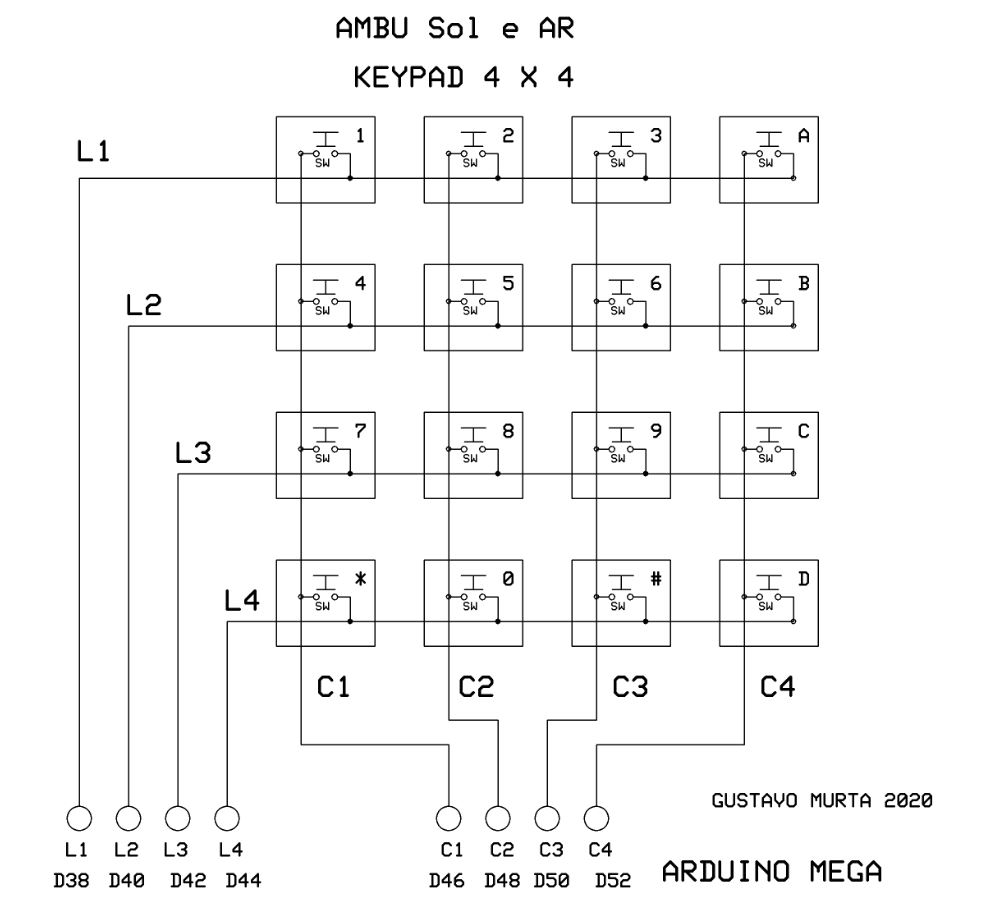 AMBU Sol e AR
KEYPAD 4 X 4
1 2 3 A
L1
SW SW SW SW
4 5 6 B
L2
SW SW SW SW
7 8 9 C
L3
SW SW SW SW
* 0 # D
L4
SW SW SW SW
C1 C2 C3 C4
GUSTAVO MURTA 2020
L1 L2 L3 L4 C1 C2 C3 C4
D38 D40 D42 D44 D46 D48 D50 D52
ARDUINO MEGA